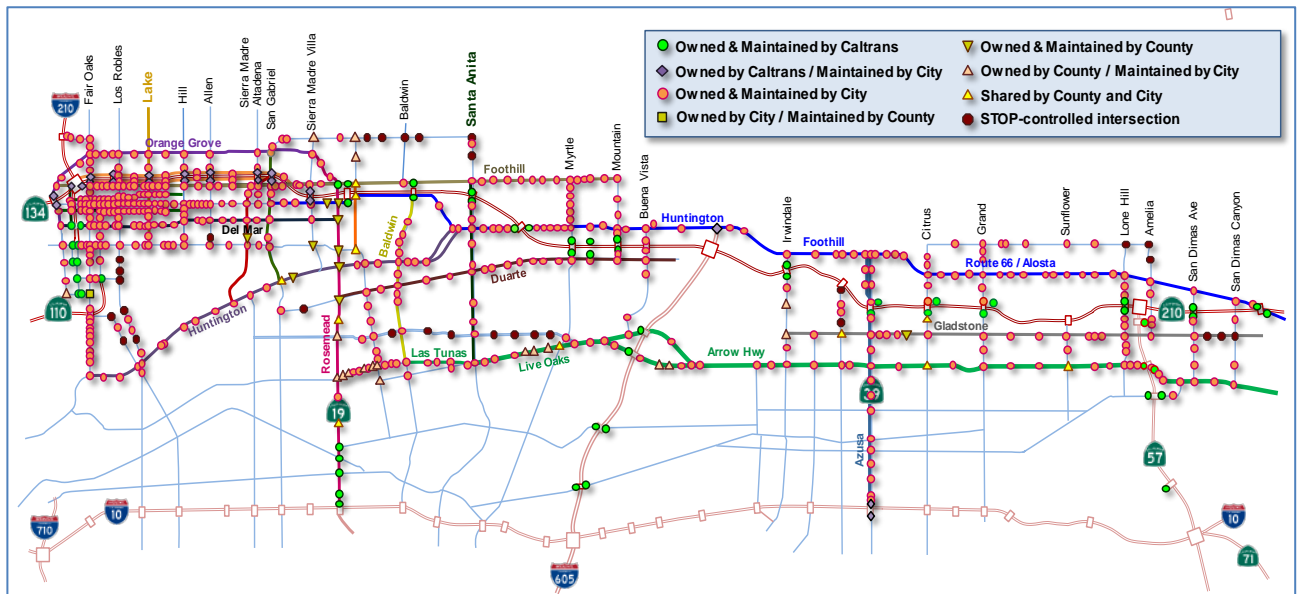 Owned & Maintained by Caltrans
Owned by Caltrans / Maintained by City
Owned & Maintained by City
Owned by City / Maintained by County
Owned & Maintained by County
Owned by County / Maintained by City
Shared by County and City
STOP-controlled intersection
Fair Oaks
Los Robles
Lake
Hill
Allen
Sierra Madre
Altadena
San Gabriel
Sierra Madre Villa
Baldwin
Santa Anita
Myrtle
Mountain
Buena Vista
Irwindale
Citrus
Grand
Sunflower
Lone Hill
Amelia
San Dimas Ave
San Dimas Canyon
210
Orange Grove
Foothill
134
Del Mar
Baldwin
Huntington
Foothill
Duarte
Route 66 / Alosta
110
Huntington
210
Gladstone
Rosemead
Las Tunas
Live Oaks
Arrow Hwy
19
39
Azusa
57
10
710
10
605
71